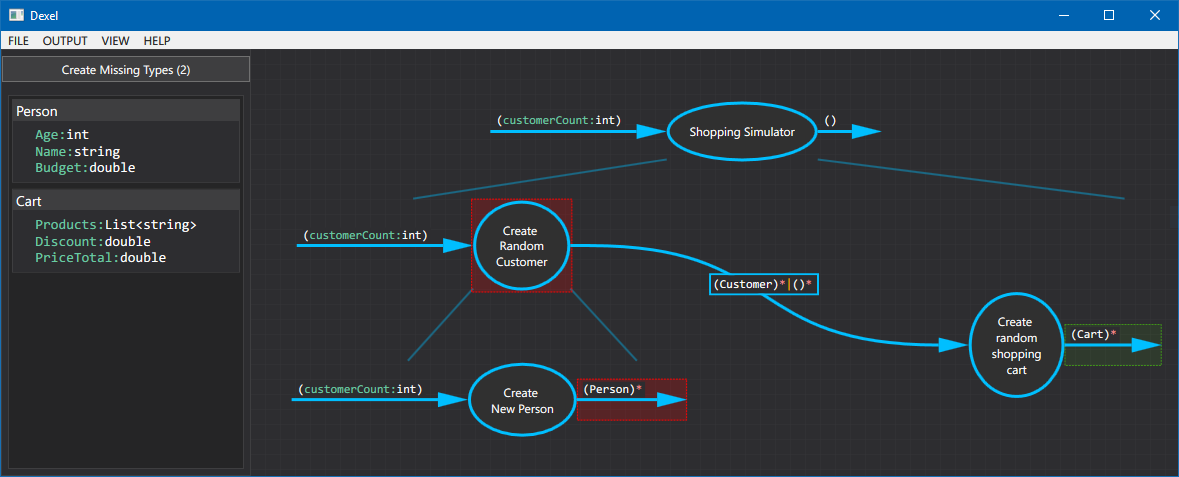 Dexel
FILE OUTPUT VIEW HELP
Create Missing Types (2)
Person
Age:int
Name:string
Budget:double
Cart
Products:List<string>
Discount:double
PriceTotal:double
(customerCount:int)
Shopping Simulator
()
(customerCount:int)
Create
Random
Customer
(Customer)*|()*
Create
random
shopping
cart
(Cart)*
(customerCount:int)
Create
New Person
(Person)*